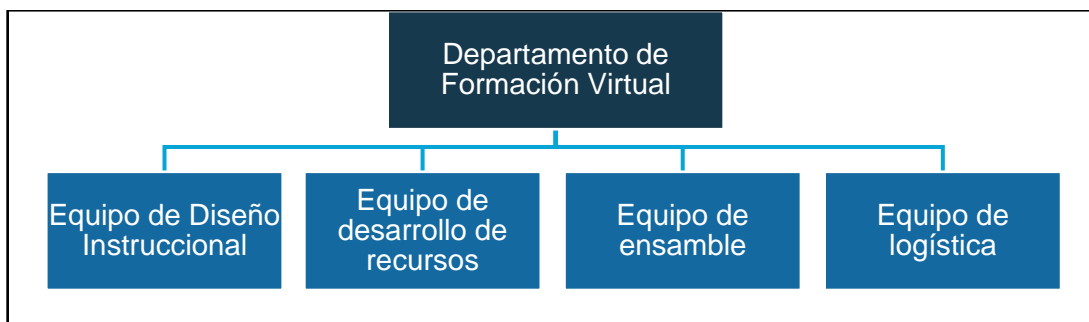 Departamento de
Formación Virtual
Equipo de Diseño
Instruccional
Equipo de
desarrollo de
recursos
Equipo de
ensamble
Equipo de
logística